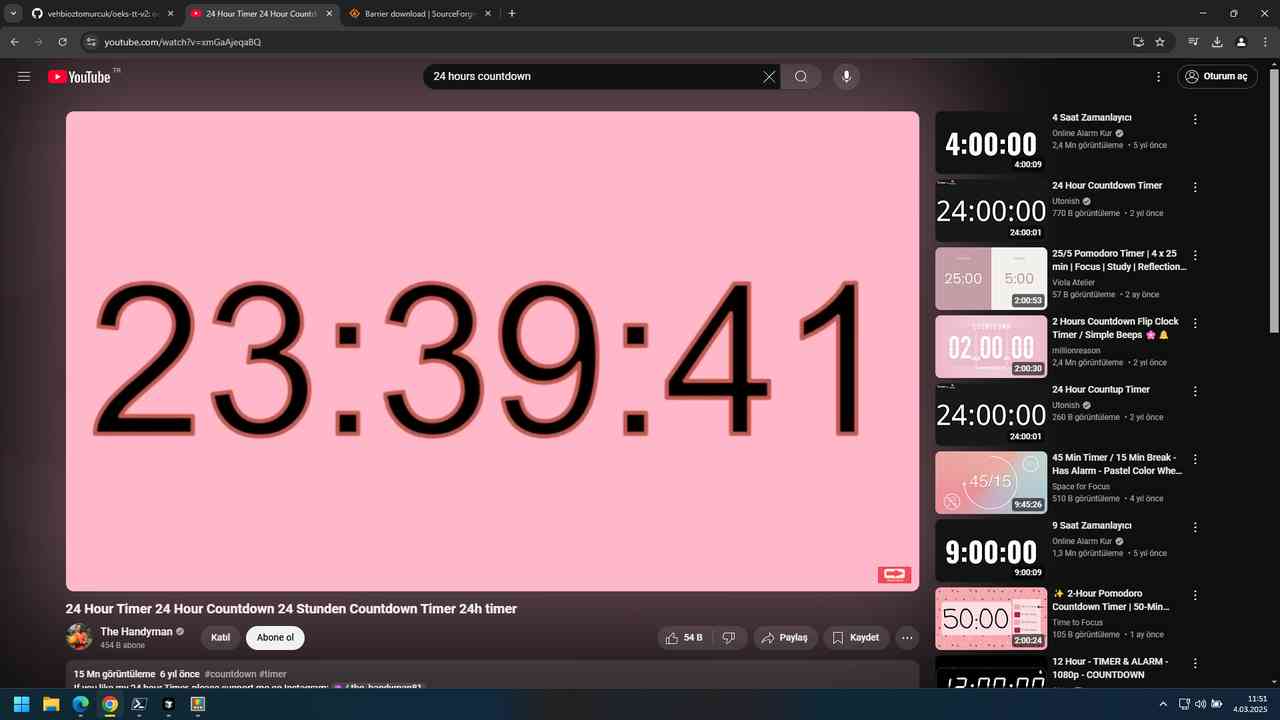 vehbioztomurcuk/oeks-tt-v2:
24 Hour Timer 24 Hour Countd
Barrier download | SourceForg
youtube.com/watch?v=xmGaAjeqaBQ
YouTube TR
24 hours countdown
Oturum aç
23:39:41
24 Hour Timer 24 Hour Countdown 24 Stunden Countdown Timer 24h timer
The Handyman
454 B abone
Katıl
Abone ol
54 B
Paylaş
Kaydet
15 Mn görüntüleme 6 yıl önce #countdown #timer
If you like my 24 hour Timer, please support me on Instagram: / the_handyman81
4:00:00
4:00:09
4 Saat Zamanlayıcı
Online Alarm Kur
2,4 Mn görüntüleme • 5 yıl önce
24:00:00
24:00:01
24 Hour Countdown Timer
Utonish
770 B görüntüleme • 2 yıl önce
25:00
5:00
2:00:53
25/5 Pomodoro Timer | 4 x 25
min | Focus | Study | Reflection...
Viola Atelier
57 B görüntüleme • 2 ay önce
COUNTDOWN
02 00 00
2:00:30
2 Hours Countdown Flip Clock
Timer / Simple Beeps 🌸 🔔
millionreason
2,4 Mn görüntüleme • 2 yıl önce
24:00:00
24:00:01
24 Hour Countup Timer
Utonish
260 B görüntüleme • 2 yıl önce
45/15
9:45:26
45 Min Timer / 15 Min Break -
Has Alarm - Pastel Color Whe...
Space for Focus
510 B görüntüleme • 4 yıl önce
9:00:00
9:00:09
9 Saat Zamanlayıcı
Online Alarm Kur
1,3 Mn görüntüleme • 5 yıl önce
50:00
2:00:24
✨ 2-Hour Pomodoro
Countdown Timer | 50-Min...
Time to Focus
105 B görüntüleme • 1 ay önce
12:00:00
12 Hour - TIMER & ALARM -
1080p - COUNTDOWN
11:51
4.03.2025